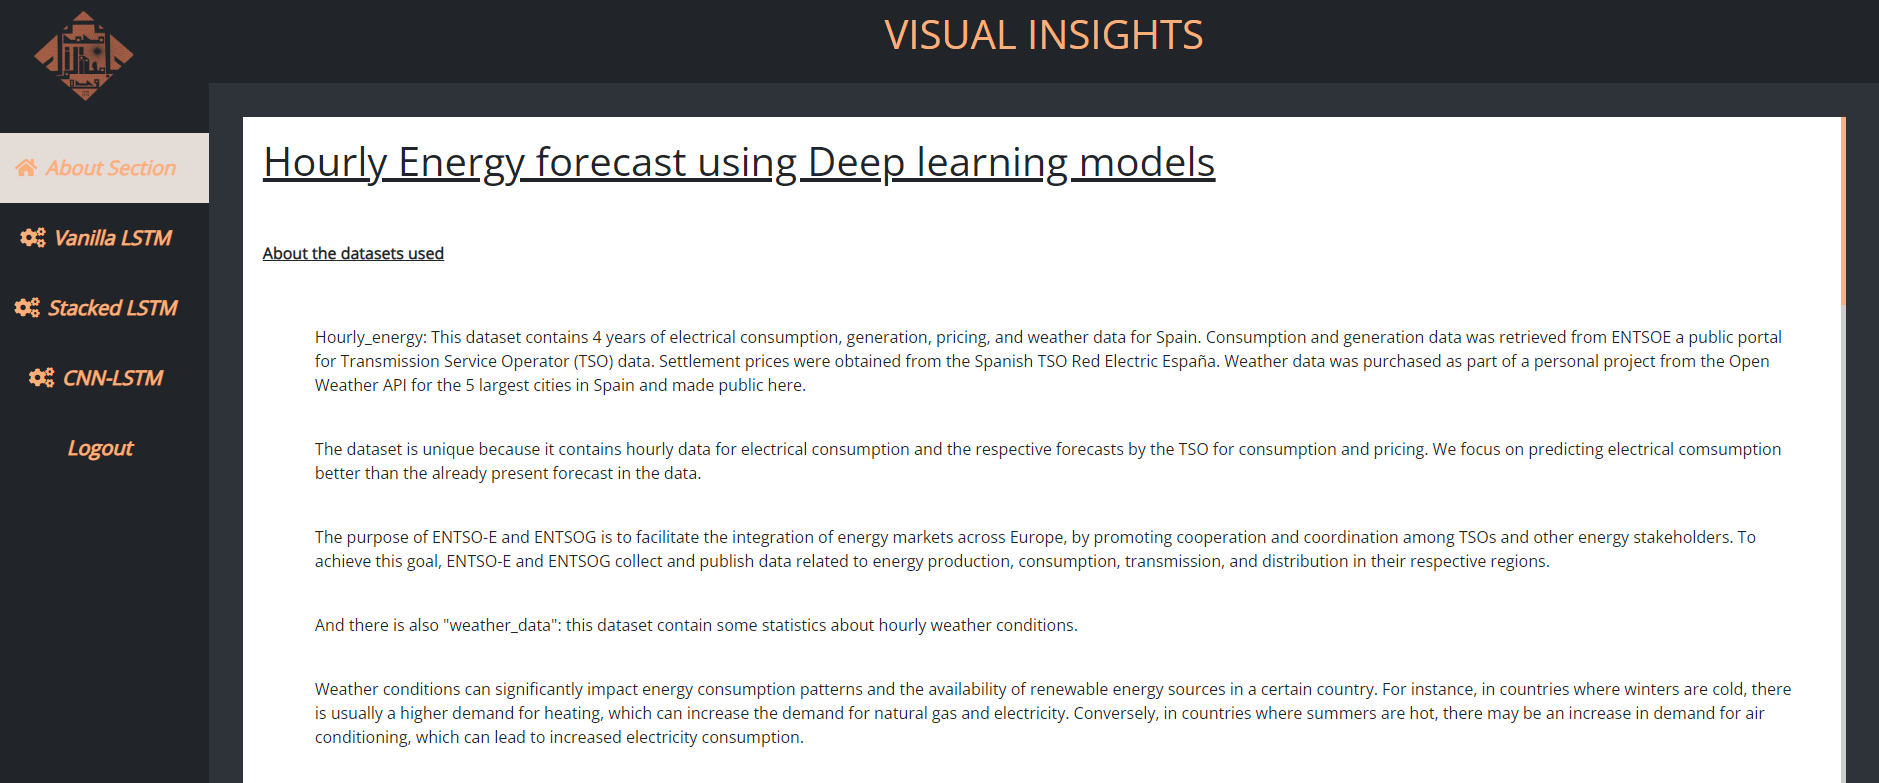 VISUAL INSIGHTS
About Section
Vanilla LSTM
Stacked LSTM
CNN-LSTM
Logout
Hourly Energy forecast using Deep learning models
About the datasets used
Hourly_energy: This dataset contains 4 years of electrical consumption, generation, pricing, and weather data for Spain. Consumption and generation data was retrieved from ENTSOE a public portal
for Transmission Service Operator (TSO) data. Settlement prices were obtained from the Spanish TSO Red Electric España. Weather data was purchased as part of a personal project from the Open
Weather API for the 5 largest cities in Spain and made public here.
The dataset is unique because it contains hourly data for electrical consumption and the respective forecasts by the TSO for consumption and pricing. We focus on predicting electrical comsumption
better than the already present forecast in the data.
The purpose of ENTSO-E and ENTSOG is to facilitate the integration of energy markets across Europe, by promoting cooperation and coordination among TSOs and other energy stakeholders. To
achieve this goal, ENTSO-E and ENTSOG collect and publish data related to energy production, consumption, transmission, and distribution in their respective regions.
And there is also "weather_data": this dataset contain some statistics about hourly weather conditions.
Weather conditions can significantly impact energy consumption patterns and the availability of renewable energy sources in a certain country. For instance, in countries where winters are cold, there
is usually a higher demand for heating, which can increase the demand for natural gas and electricity. Conversely, in countries where summers are hot, there may be an increase in demand for air
conditioning, which can lead to increased electricity consumption.